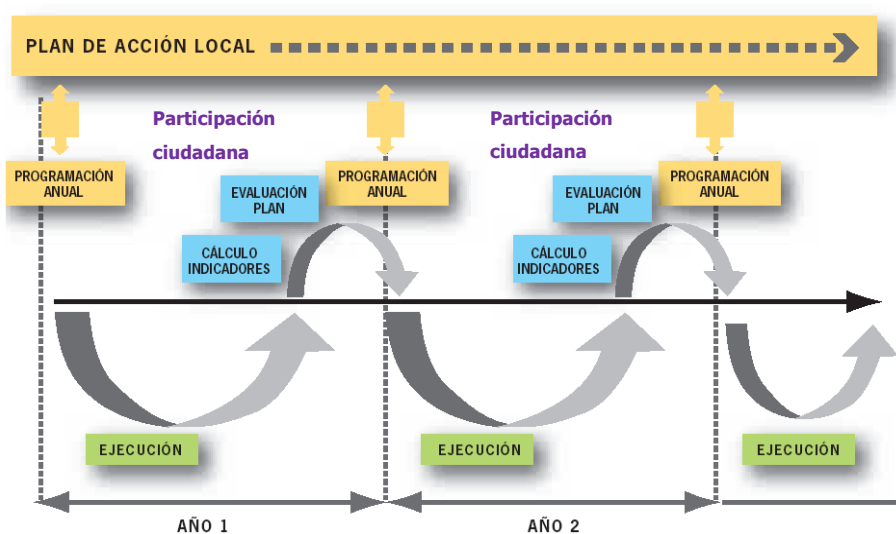 PLAN DE ACCIÓN LOCAL
Participación
ciudadana
Participación
ciudadana
PROGRAMACIÓN
ANUAL
EVALUACIÓN
PLAN
PROGRAMACIÓN
ANUAL
EVALUACIÓN
PLAN
PROGRAMACIÓN
ANUAL
CÁLCULO
INDICADORES
CÁLCULO
INDICADORES
EJECUCIÓN
EJECUCIÓN
EJECUCIÓN
AÑO 1
AÑO 2